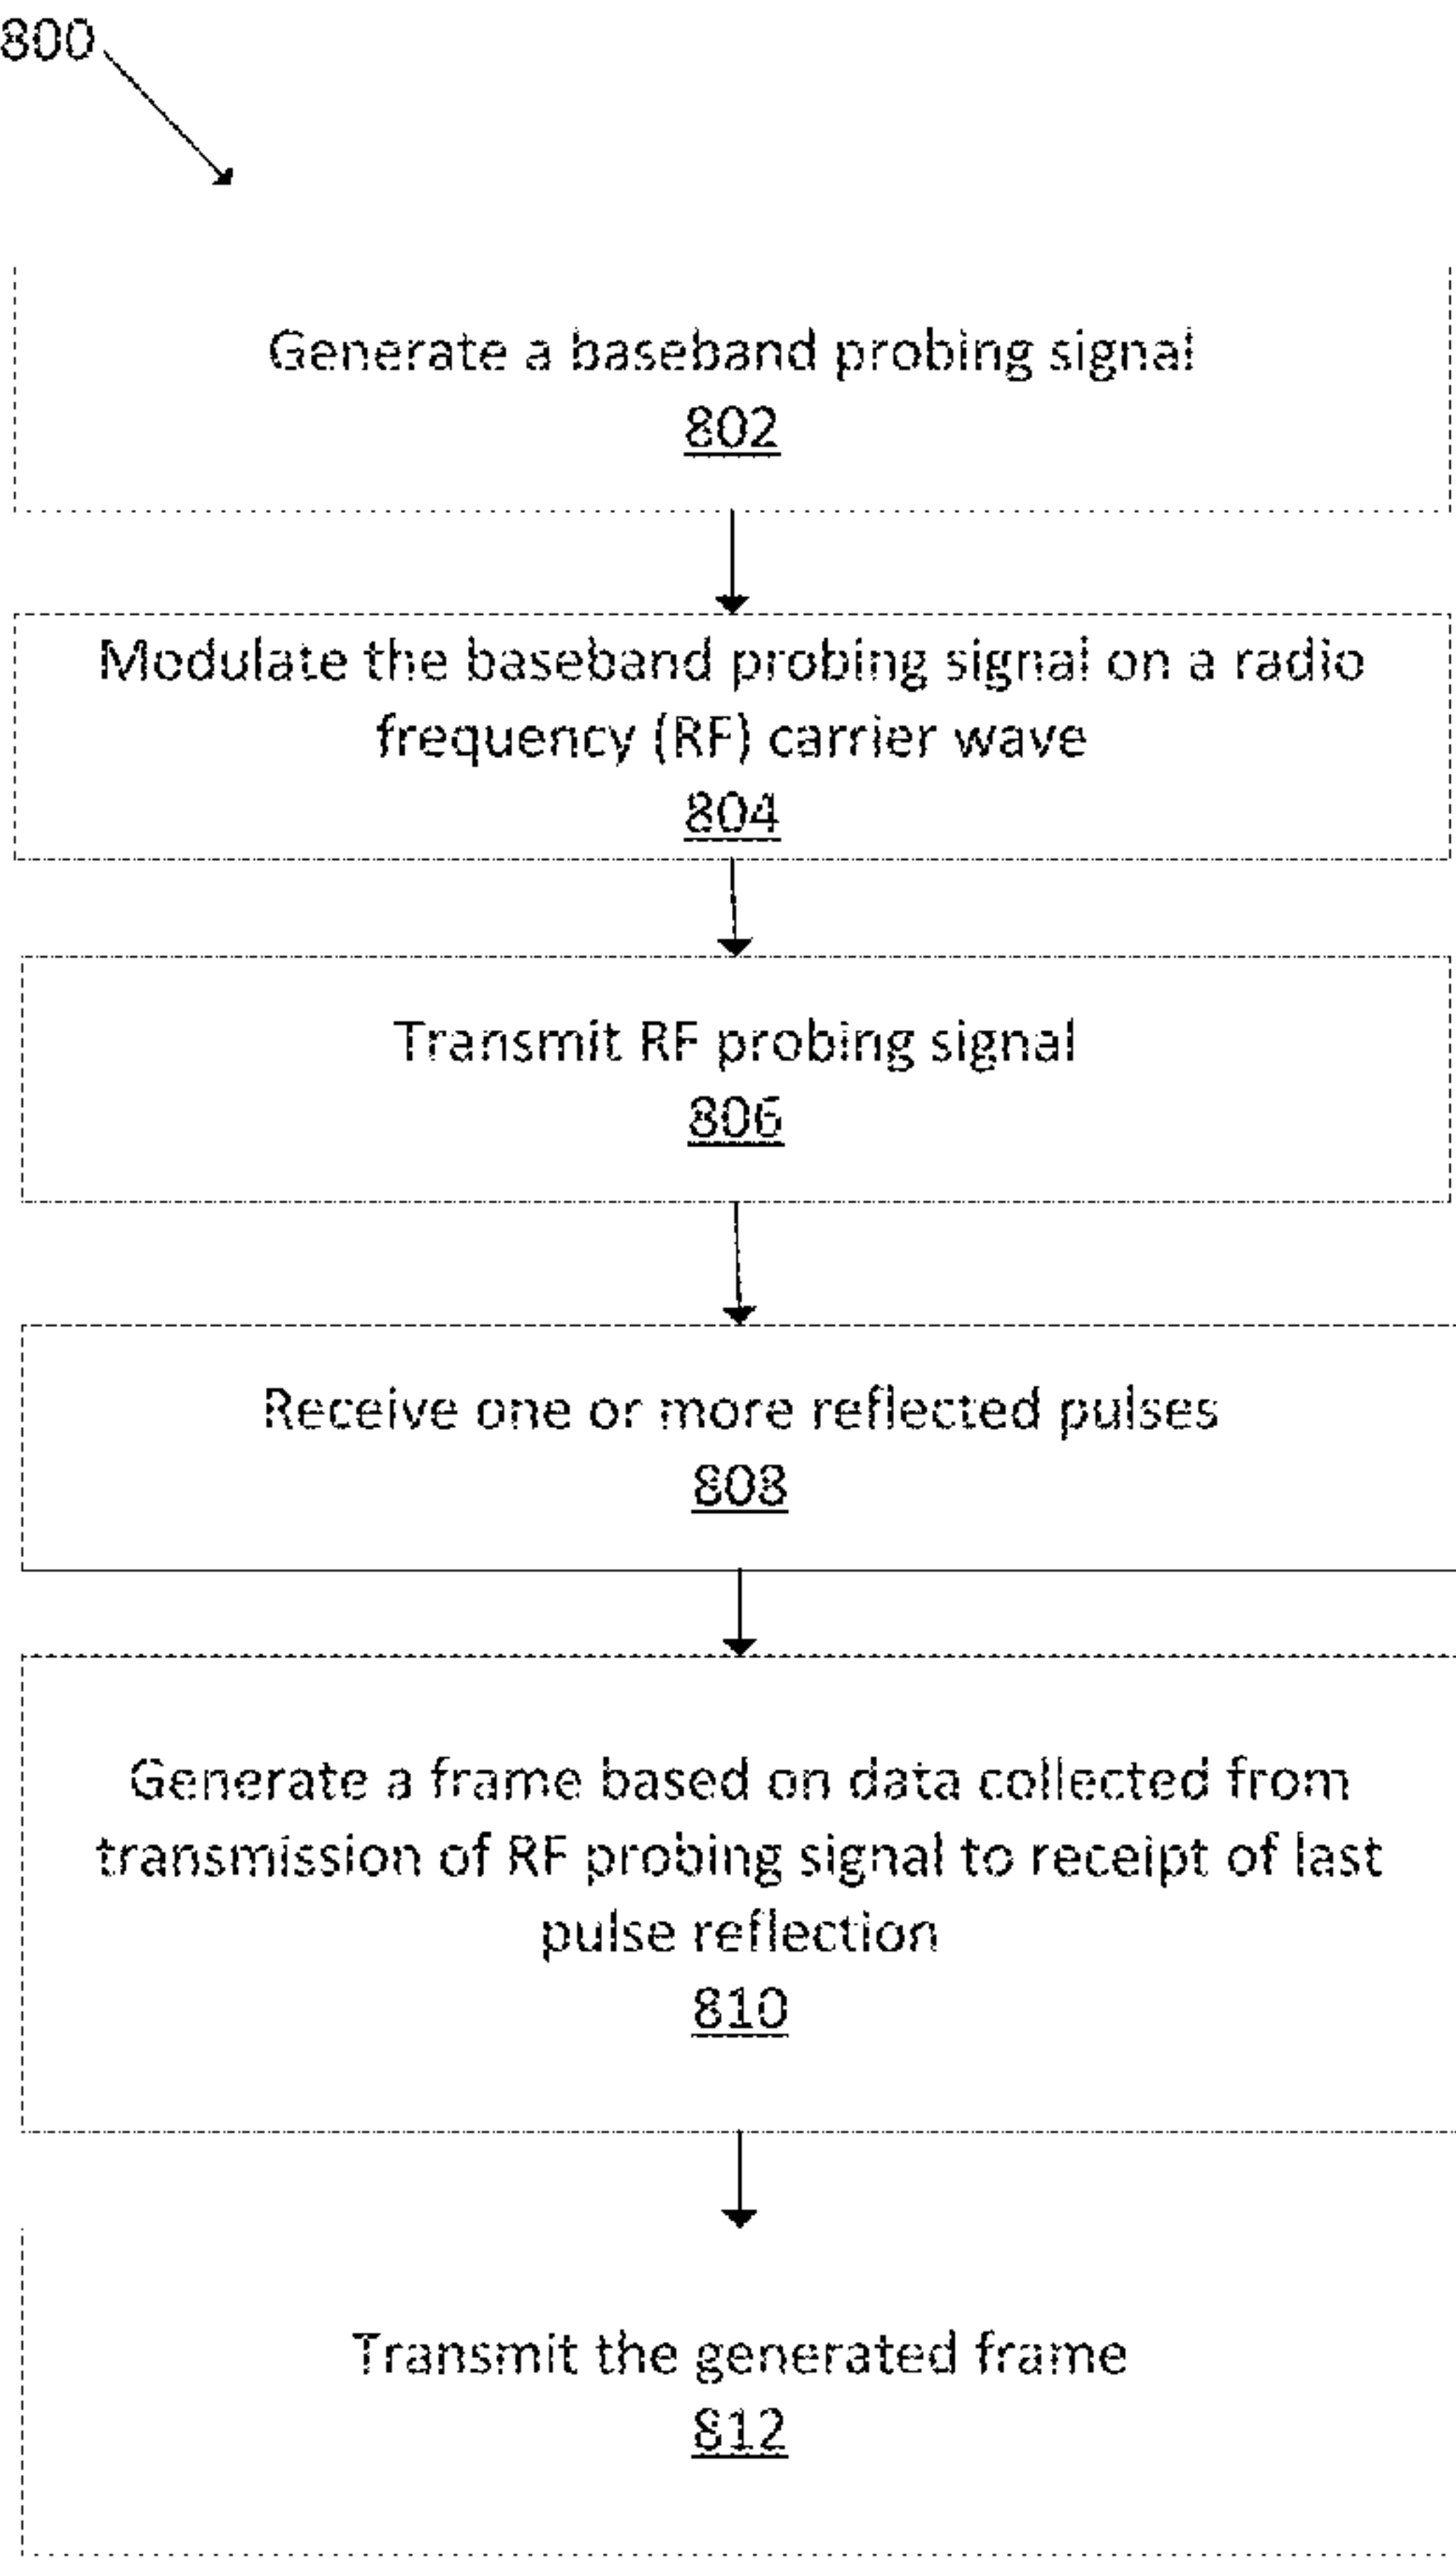 800
Generate a baseband probing signal
802
Modulate the baseband probing signal on a radio
frequency (RF) carrier wave
804
Transmit RF probing signal
806
Receive one or more reflected pulses
808
Generate a frame based on data collected from
transmission of RF probing signal to receipt of last
pulse reflection
810
Transmit the generated frame
812